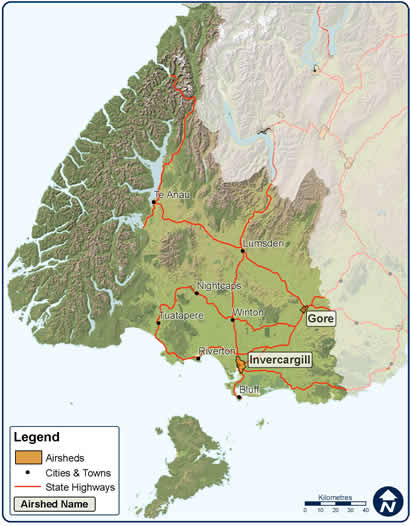 Te Anau
Lumsden
Nightcaps
Gore
Tuatapere
Winton
Riverton
Invercargill
Bluff
Legend
Airsheds
Cities & Towns
State Highways
Airshed Name
Kilometres
0 10 20 30 40
N